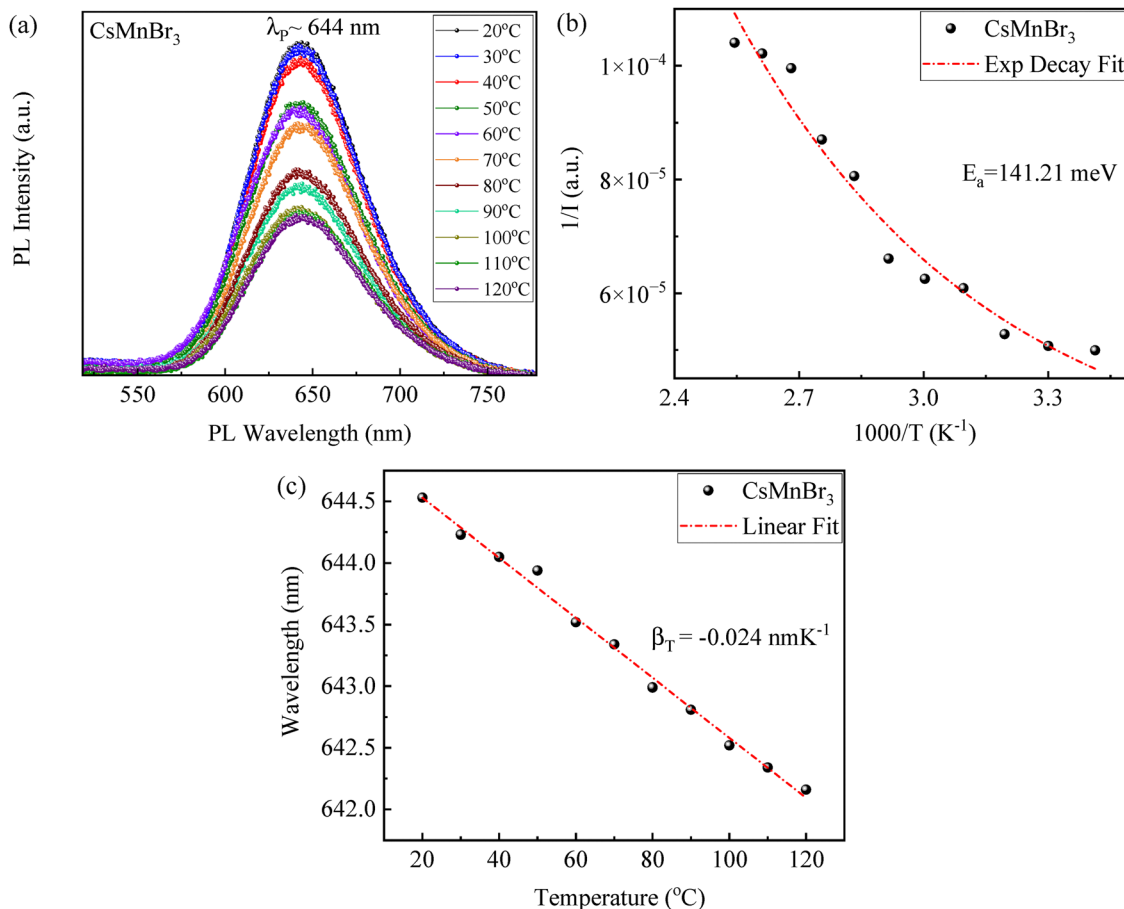 (a)
CsMnBr₃
λ_P~ 644 nm
20ºC
30ºC
40ºC
50ºC
60ºC
70ºC
80ºC
90ºC
100ºC
110ºC
120ºC
PL Intensity (a.u.)
550 600 650 700 750
PL Wavelength (nm)
(b)
CsMnBr₃
Exp Decay Fit
Eₐ=141.21 meV
1/I (a.u.)
1×10⁻⁴
8×10⁻⁵
6×10⁻⁵
2.4 2.7 3.0 3.3
1000/T (K⁻¹)
(c)
CsMnBr₃
Linear Fit
β_T = -0.024 nmK⁻¹
Wavelength (nm)
644.5
644.0
643.5
643.0
642.5
642.0
20 40 60 80 100 120
Temperature (ºC)